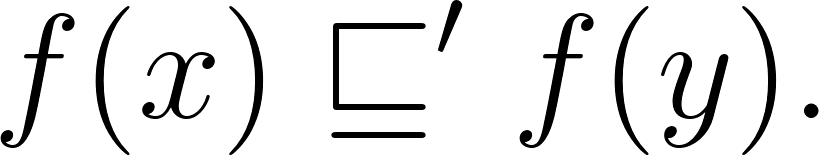 f(x) ⊑′ f(y).